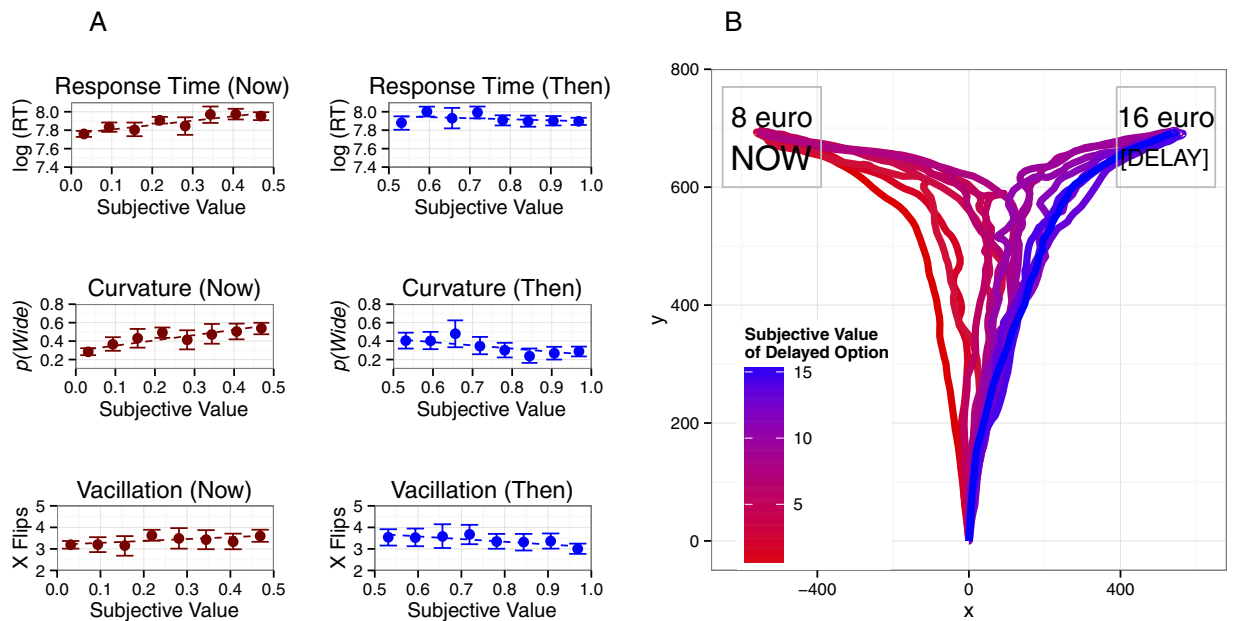 A
Response Time (Now)
log (RT)
8.0
7.8
7.6
7.4
0.0 0.1 0.2 0.3 0.4 0.5
Subjective Value
Response Time (Then)
log (RT)
8.0
7.8
7.6
7.4
0.5 0.6 0.7 0.8 0.9 1.0
Subjective Value
Curvature (Now)
p(Wide)
0.8
0.6
0.4
0.2
0.0 0.1 0.2 0.3 0.4 0.5
Subjective Value
Curvature (Then)
p(Wide)
0.8
0.6
0.4
0.2
0.5 0.6 0.7 0.8 0.9 1.0
Subjective Value
Vacillation (Now)
X Flips
5
4
3
2
0.0 0.1 0.2 0.3 0.4 0.5
Subjective Value
Vacillation (Then)
X Flips
5
4
3
2
0.5 0.6 0.7 0.8 0.9 1.0
Subjective Value
B
800
600
400
200
0
y
8 euro
NOW
16 euro
[DELAY]
Subjective Value
of Delayed Option
15
10
5
−400 0 400
x